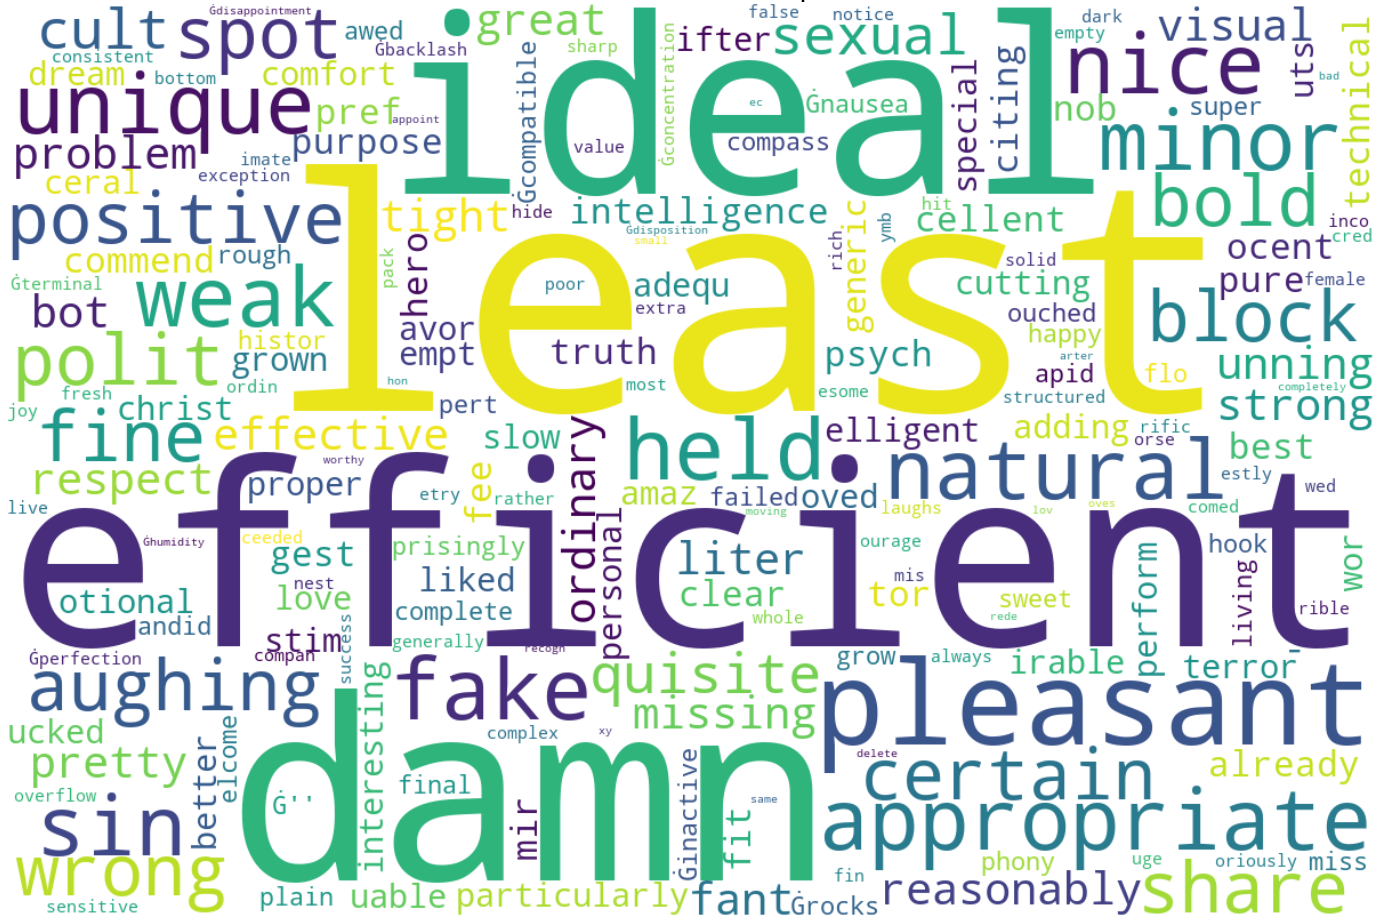 Ġdisappointment
false
notice
dark
cult
spot
awed
great
ideal
ifter
sexual
nice
visual
uts
consistent
Ġbacklash
sharp
empty
dream
bottom
comfort
Ġcompatible
Ġconcentration
ec
Ġnausea
special
citing
nob
super
bad
technical
unique
pref
appoint
purpose
value
compass
minor
problem
imate
exception
ceral
least
tight
hide
intelligence
hit
cellent
bold
inco
positive
hero
Ġdisposition
small
rich
ymb
generic
cred
commend
rough
pack
solid
ocent
Ġterminal
weak
poor
adequ
extra
cutting
pure
female
bot
avor
ouched
block
histor
empt
truth
psych
happy
polit
grown
arter
unning
ordin
hon
most
esome
apid
flo
completely
fresh
structured
joy
christ
pert
strong
fine
effective
slow
ordinary
held
elligent
adding
rific
orse
best
respect
worthy
proper
etry
rather
fee
amaz
failed
oved
natural
estly
wed
live
laughs
lov
oves
comed
moving
efficient
Ġhumidity
ceeded
gest
prisingly
personal
liter
ourage
perform
hook
wor
nest
liked
mis
otional
love
complete
clear
tor
sweet
living
rible
andid
whole
rede
stim
generally
recogn
Ġperfection
compan
success
quisite
grow
always
irable
terror
aughing
fake
missing
pleasant
ucked
interesting
complex
xy
delete
pretty
better
elcome
damn
Ġinactive
certain
already
overflow
Ġ''
final
same
sin
mir
fit
appropriate
wrong
phony
uge
oriously
miss
plain
uable
particularly
fant
Ġrocks
fin
reasonably
share
sensitive